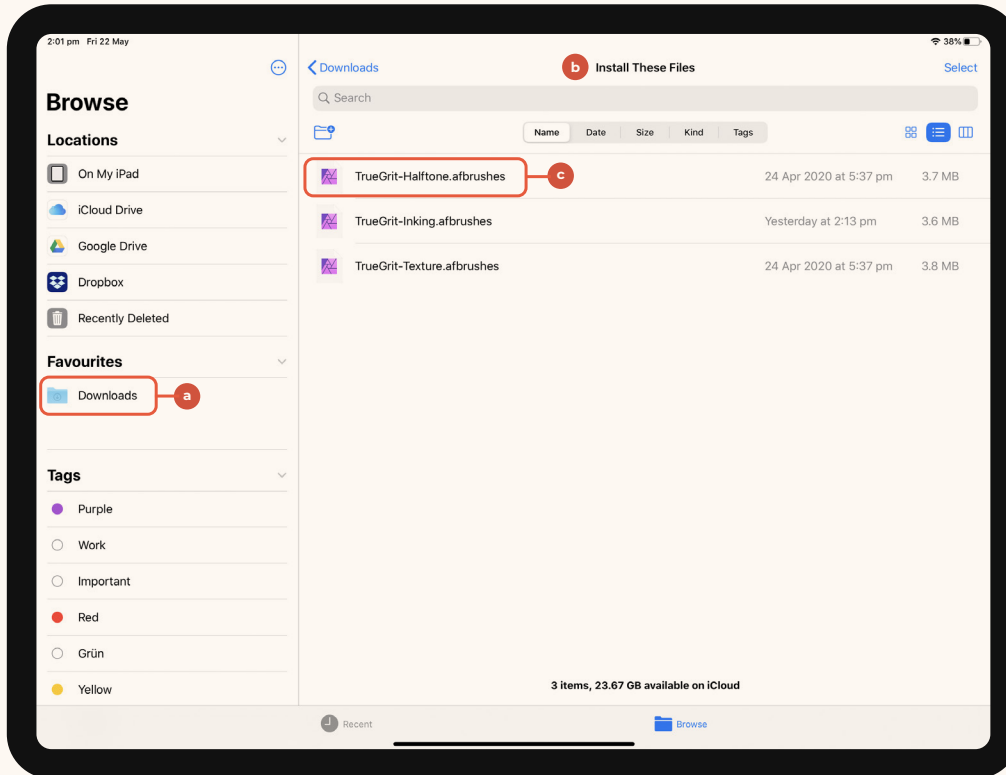 2:01 pm Fri 22 May
38%
Browse
Locations
On My iPad
iCloud Drive
Google Drive
Dropbox
Recently Deleted
Favourites
Downloads
a
Tags
Purple
Work
Important
Red
Grün
Yellow
Downloads
b Install These Files
Select
Search
Name Date Size Kind Tags
TrueGrit-Halftone.afbrushes c 24 Apr 2020 at 5:37 pm 3.7 MB
TrueGrit-Inking.afbrushes Yesterday at 2:13 pm 3.6 MB
TrueGrit-Texture.afbrushes 24 Apr 2020 at 5:37 pm 3.8 MB
3 items, 23.67 GB available on iCloud
Recent Browse